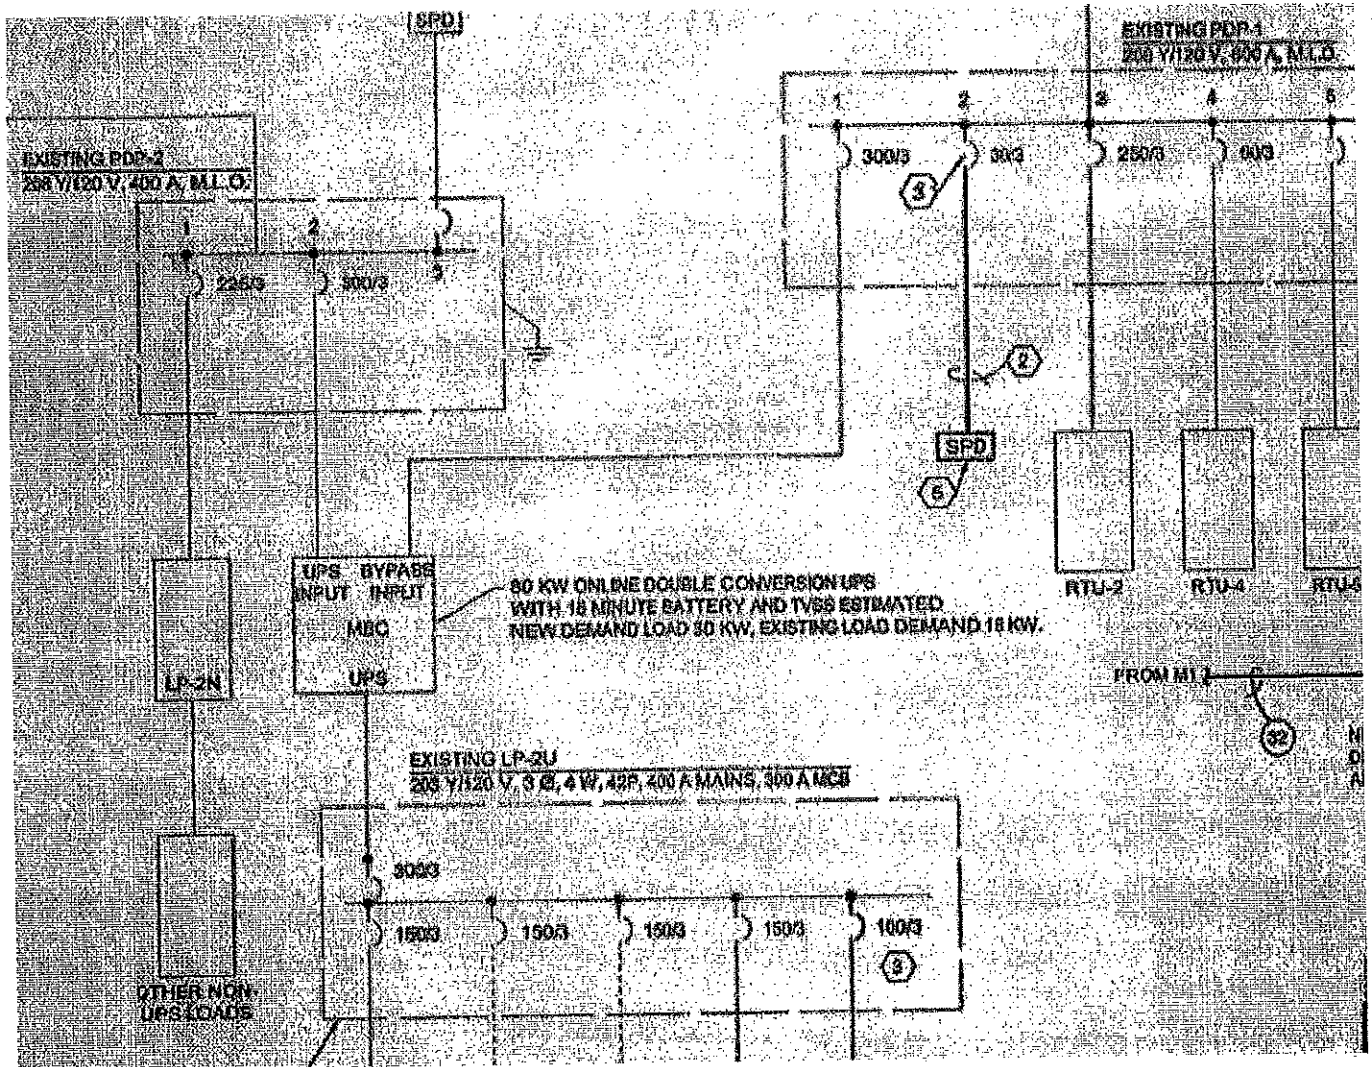 SPD
EXISTING PDP-1
208 Y/120 V, 600 A, M.L.O.
1
2
3
4
5
300/3
30/3
250/3
60/3
EXISTING PDP-2
208 Y/120 V, 400 A, M.L.O.
1
2
3
225/3
300/3
2
SPD
5
RTU-2
RTU-4
UPS BYPASS
INPUT INPUT
UPS
80 KW ONLINE DOUBLE CONVERSION UPS
WITH 18 MINUTE BATTERY AND TVSS ESTIMATED
NEW DEMAND LOAD 30 KW, EXISTING LOAD DEMAND 18 KW.
LP-2N
FROM M1
32
EXISTING LP-2U
208 Y/120 V, 3 Ø, 4 W, 42P, 400 A MAINS, 300 A MCB
300/3
150/3
150/3
150/3
150/3
100/3
3
OTHER NON-
UPS LOADS